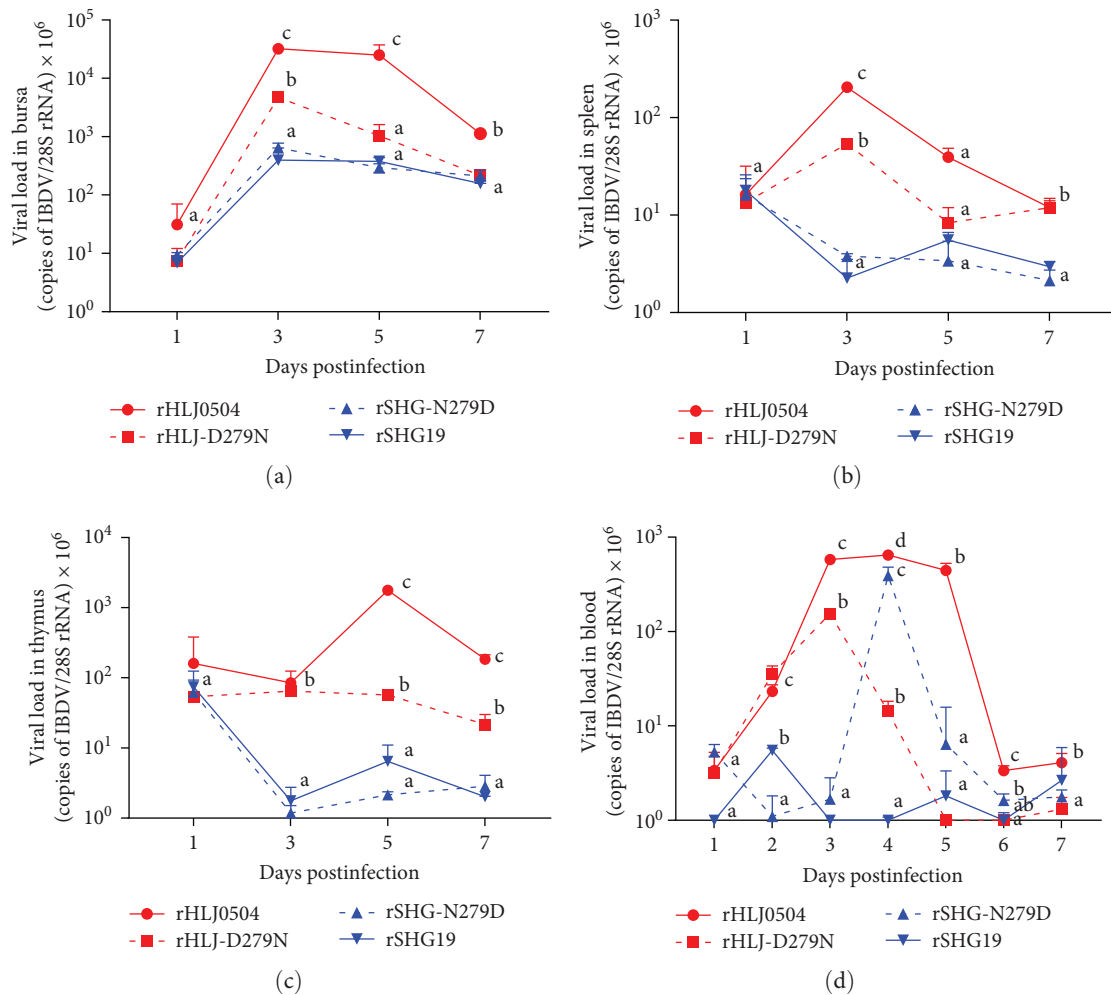 10^5
10^4
10^3
10^2
10^1
10^0
Viral load in bursa
(copies of IBDV/28S rRNA) × 10^6
c
c
b
b
a
a
a
a
a
1
3
5
7
Days postinfection
rHLJ0504
rSHG-N279D
rHLJ-D279N
rSHG19
(a)
10^3
10^2
10^1
10^0
Viral load in spleen
(copies of IBDV/28S rRNA) × 10^6
c
a
b
a
b
a
a
a
a
1
3
5
7
Days postinfection
rHLJ0504
rSHG-N279D
rHLJ-D279N
rSHG19
(b)
10^4
10^3
10^2
10^1
10^0
Viral load in thymus
(copies of IBDV/28S rRNA) × 10^6
c
c
a
b
b
b
a
a
a
a
1
3
5
7
Days postinfection
rHLJ0504
rSHG-N279D
rHLJ-D279N
rSHG19
(c)
10^3
10^2
10^1
10^0
Viral load in blood
(copies of IBDV/28S rRNA) × 10^6
c
d
b
c
b
c
b
b
a
c
b
a
a
a
a
a
a
b
ab
a
a
1
2
3
4
5
6
7
Days postinfection
rHLJ0504
rSHG-N279D
rHLJ-D279N
rSHG19
(d)